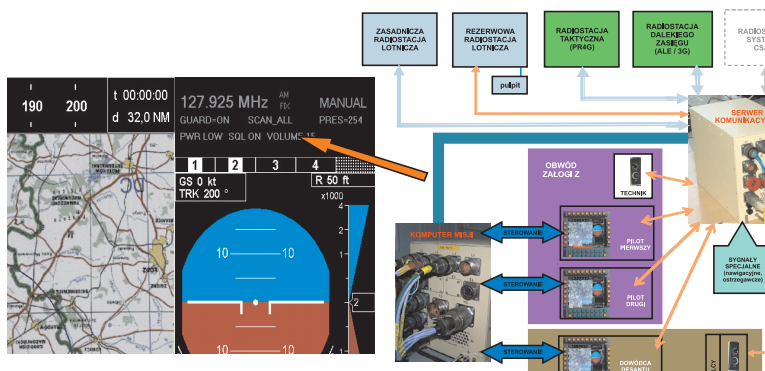 ZASADNICZA
RADIOSTACJA
LOTNICZA
REZERWOWA
RADIOSTACJA
LOTNICZA
pulpit
RADIOSTACJA
TAKTYCZNA
(PR4G)
RADIOSTACJA
DALEKIEGO
ZASIĘGU
(ALE / 3G)
SERWER
190 200
t 00:00:00
d 32,0 NM
127.925 MHz AM FIX MANUAL
GUARD=ON SCAN_ALL PRES=254
PWR LOW SQL ON VOLUME 15
1 2 3 4
GS 0 kt
TRK 200 °
R 50 ft
x1000
4
2
1
2
1
10 10
10 10
OBWÓD
ZAŁOGI Z
TECHNIK
KOMPUTER MISJI
STEROWANIE
PILOT
PIERWSZY
STEROWANIE
PILOT
DRUGI
STEROWANIE
DOWÓDCA
DESANTU
SYGNAŁY
SPECJALNE
(nawigacyjne,
ostrzegawcze)